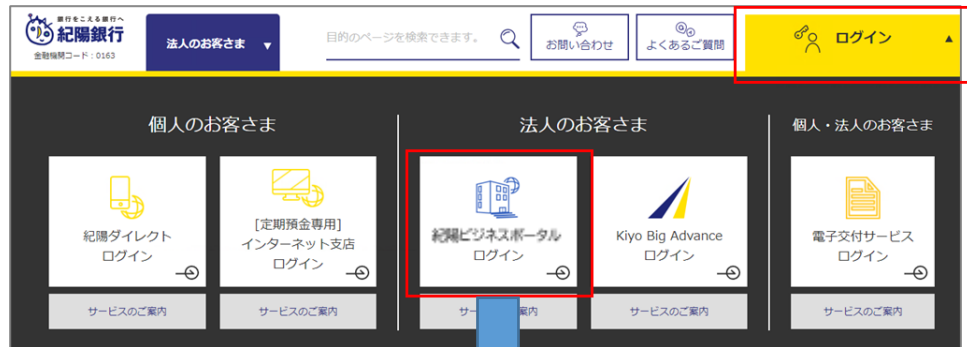 銀行をこえる銀行へ
紀陽銀行
金融機関コード：0163
法人のお客さま ▼
目的のページを検索できます。
お問い合わせ
よくあるご質問
ログイン ▲
個人のお客さま
法人のお客さま
個人・法人のお客さま
紀陽ダイレクト
ログイン
[定期預金専用]
インターネット支店
ログイン
紀陽ビジネスポータル
ログイン
Kiyo Big Advance
ログイン
電子交付サービス
ログイン
サービスのご案内
サービスのご案内
サー 案内
サービスのご案内
サービスのご案内